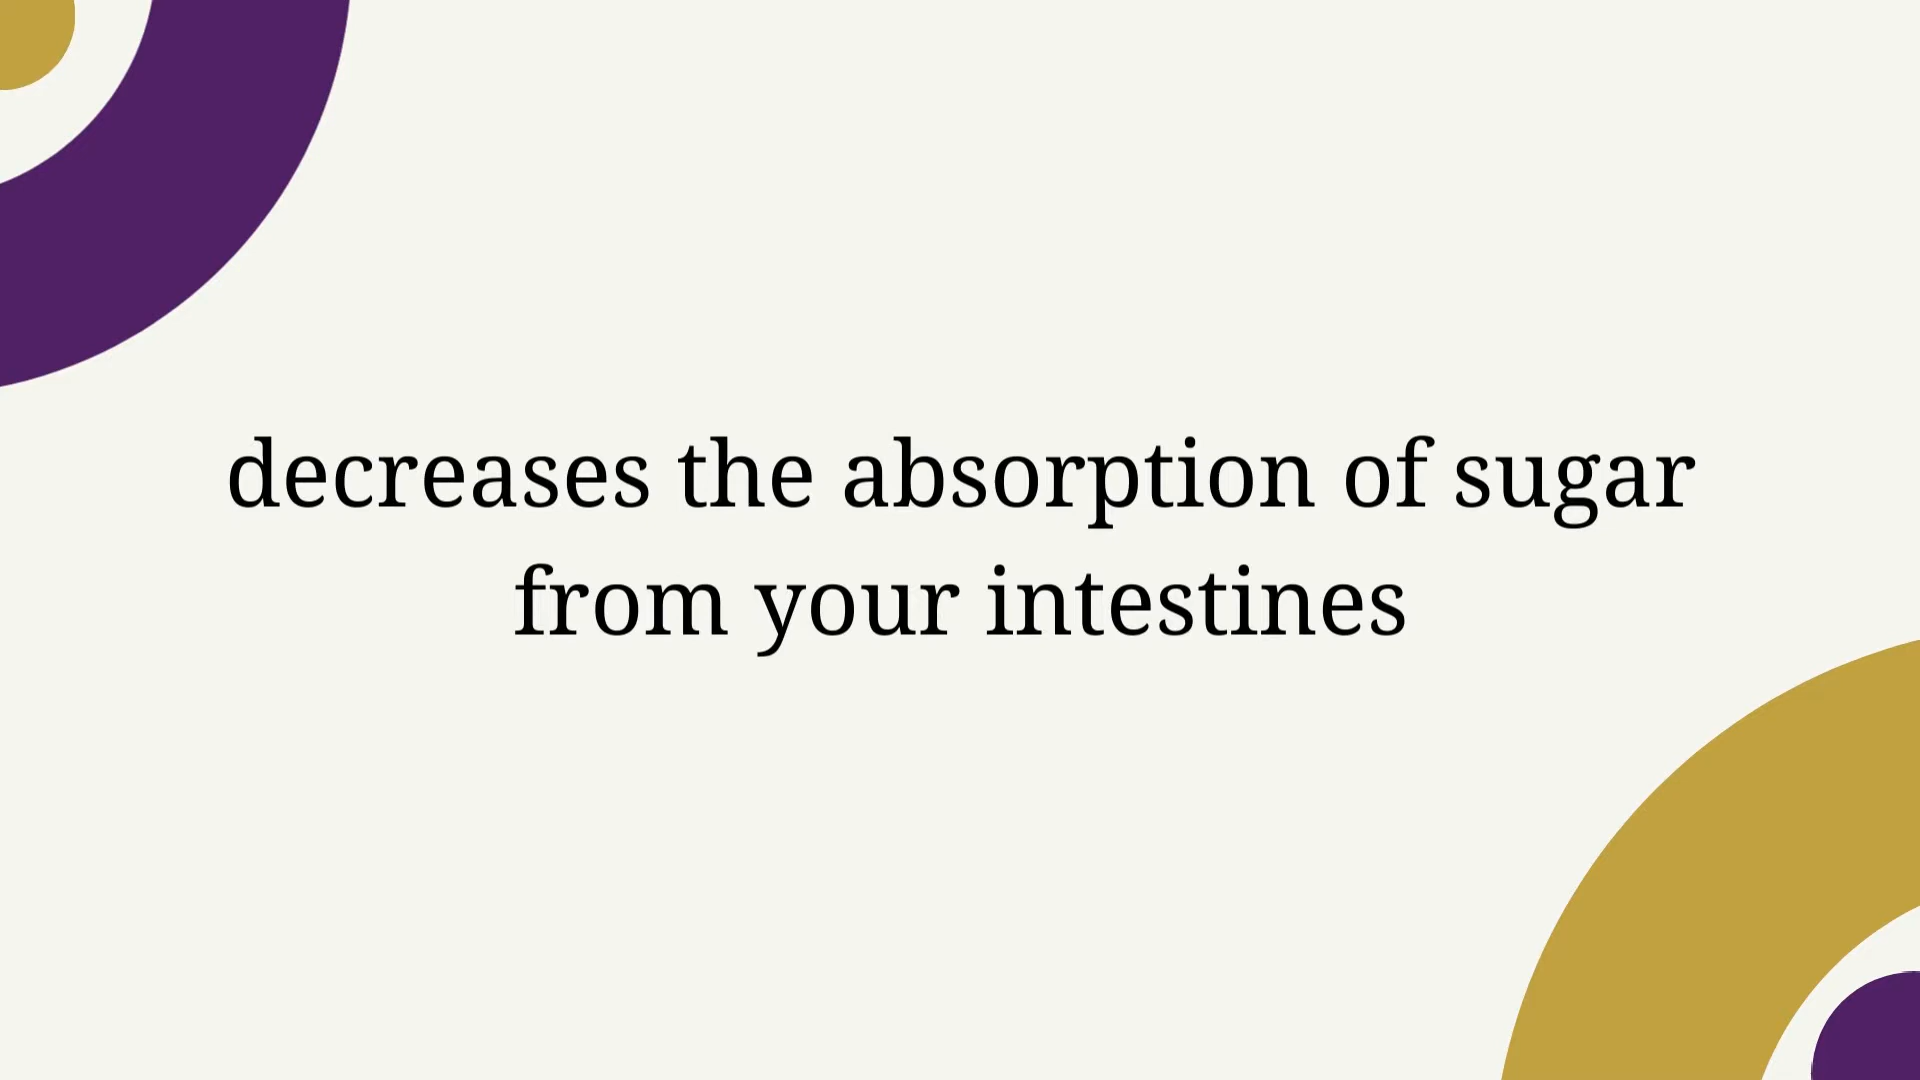 decreases the absorption of sugar
from your intestines